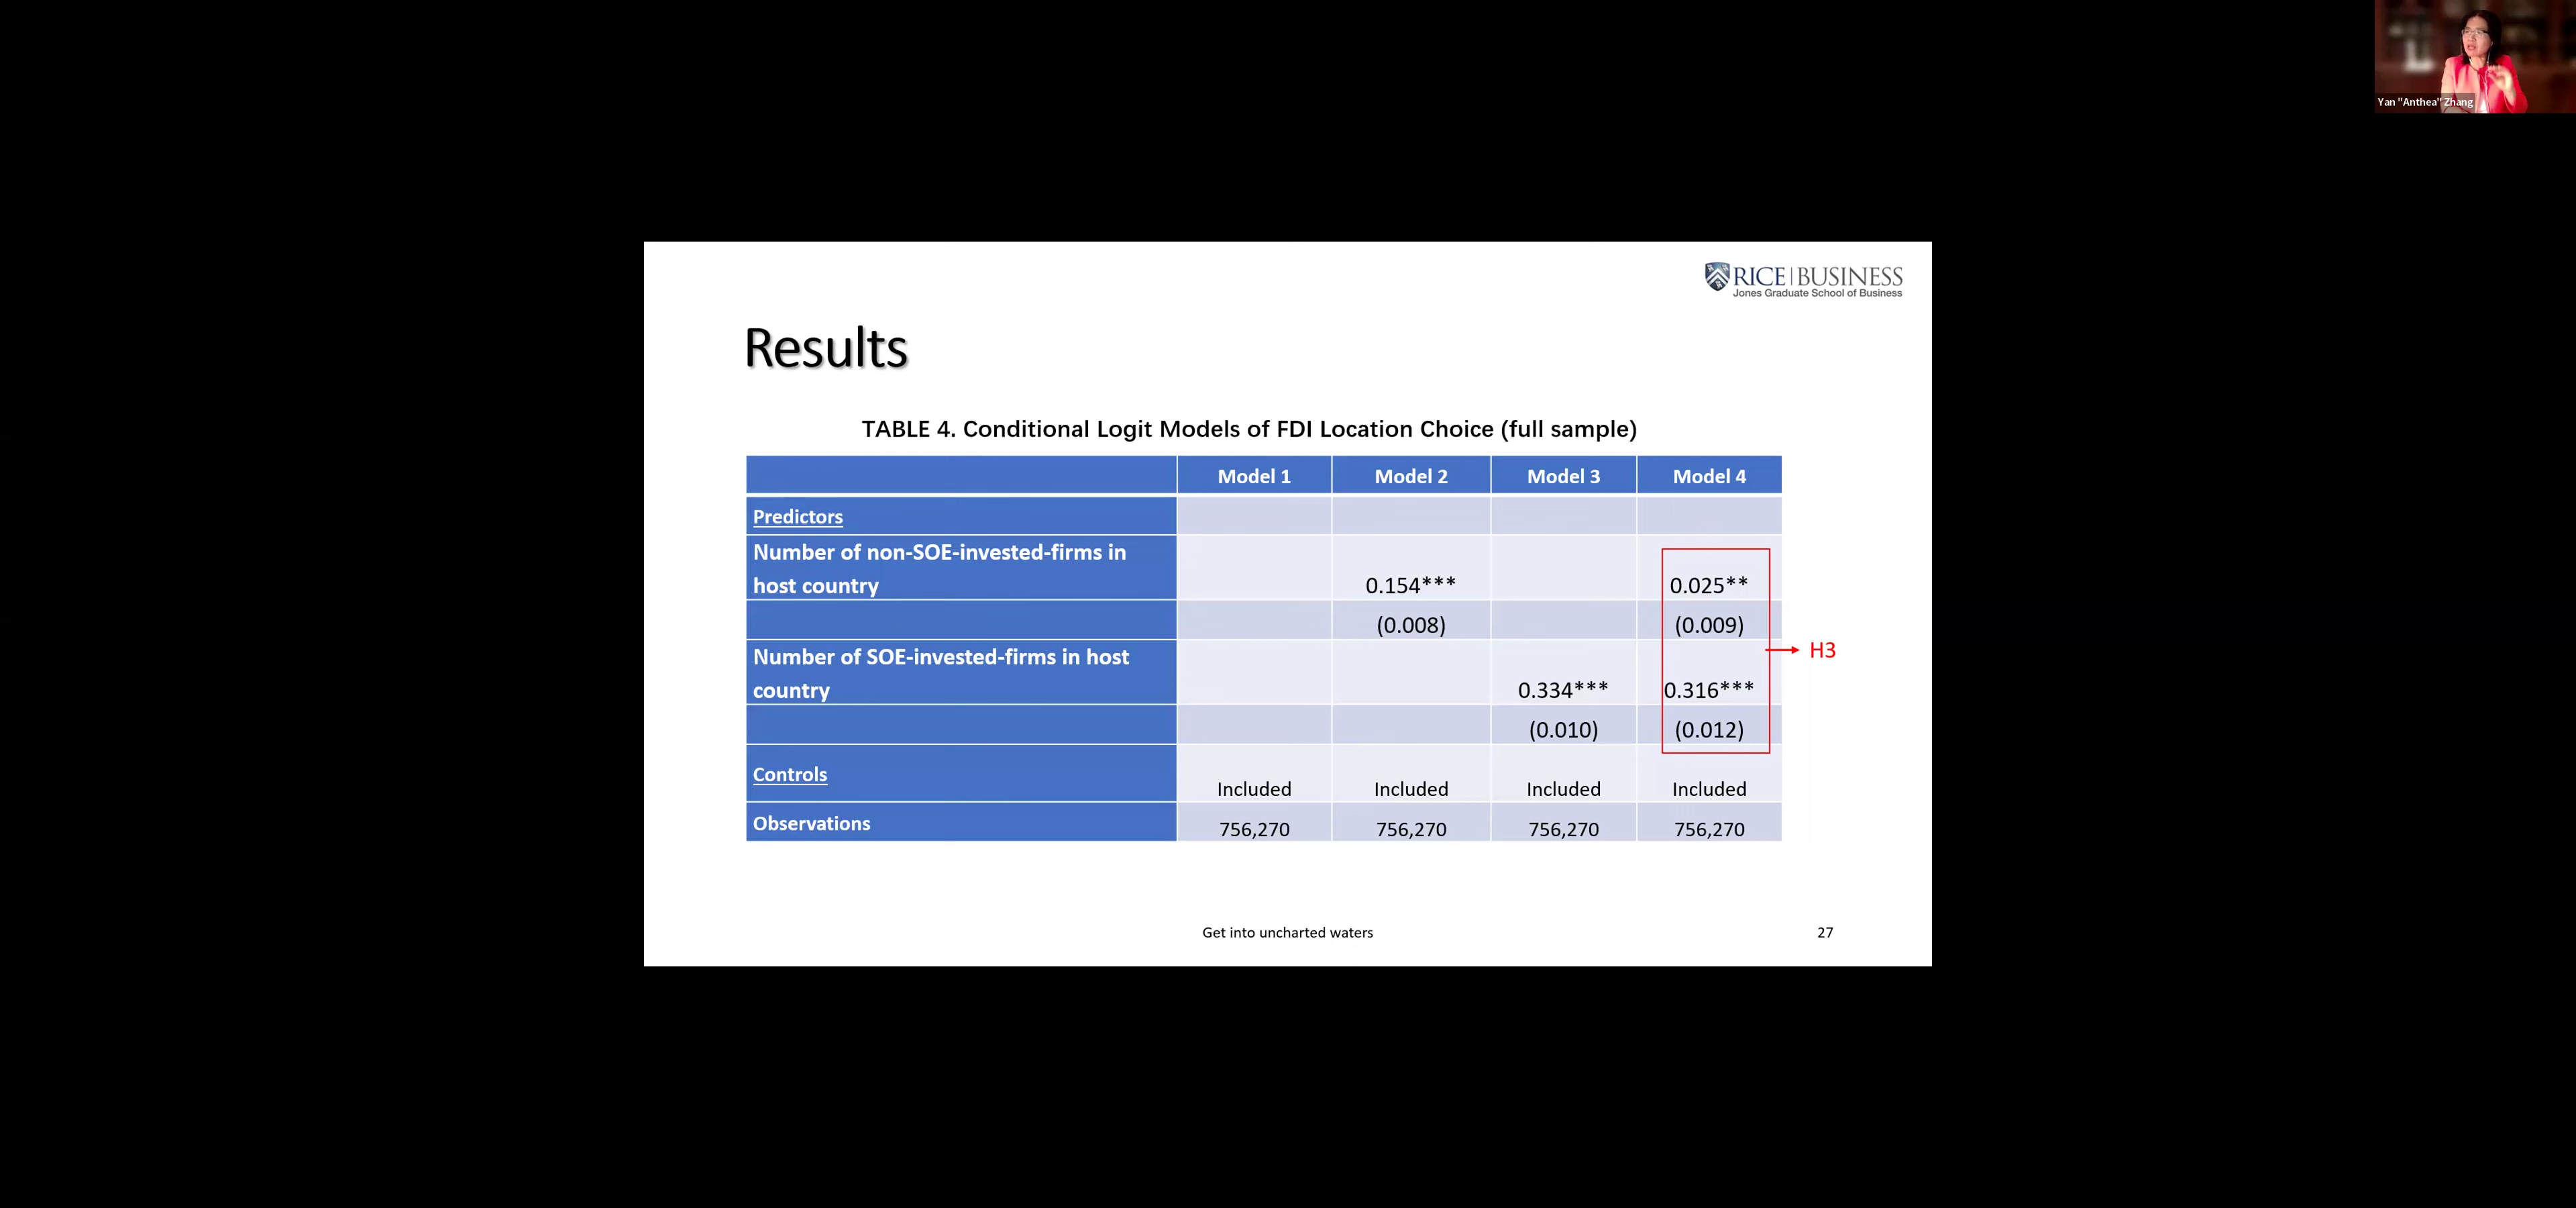 Yan "Anthea" Zhang
RICE | BUSINESS
Jones Graduate School of Business
Results
TABLE 4. Conditional Logit Models of FDI Location Choice (full sample)
Model 1 Model 2 Model 3 Model 4
Predictors
Number of non-SOE-invested-firms in
host country 0.154*** 0.025**
(0.008) (0.009)
H3
Number of SOE-invested-firms in host
country 0.334*** 0.316***
(0.010) (0.012)
Controls
Included Included Included Included
Observations 756,270 756,270 756,270 756,270
Get into uncharted waters 27